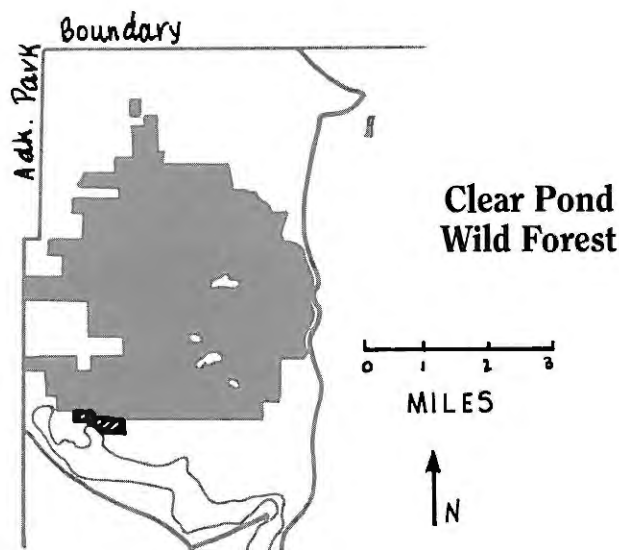 Boundary
Adk. Park
Clear Pond
Wild Forest
0 1 2 3
MILES
N